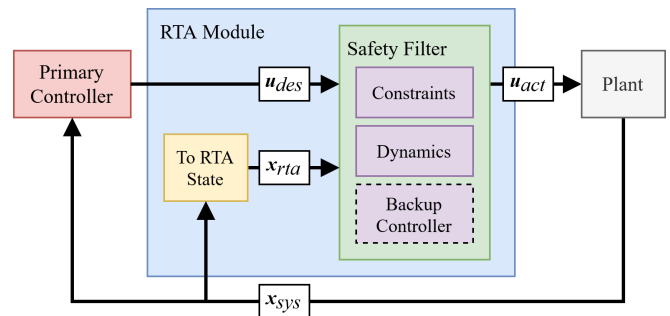 RTA Module
Primary
Controller
u_des
Safety Filter
Constraints
Dynamics
Backup
Controller
u_act
Plant
To RTA
State
x_rta
x_sys